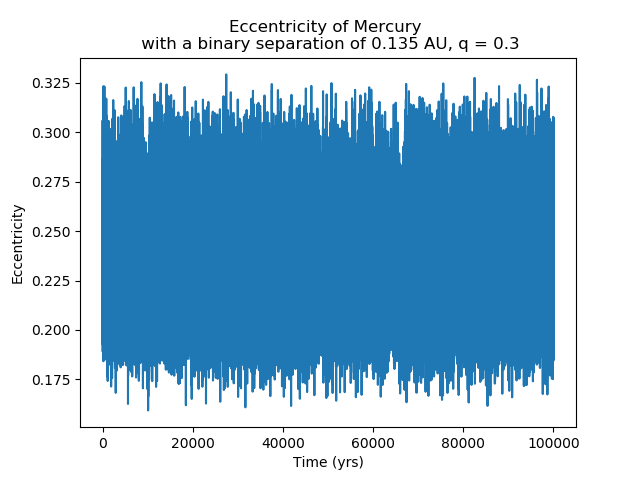 Eccentricity of Mercury
with a binary separation of 0.135 AU, q = 0.3
0.325
0.300
0.275
0.250
0.225
0.200
0.175
Eccentricity
0 20000 40000 60000 80000 100000
Time (yrs)